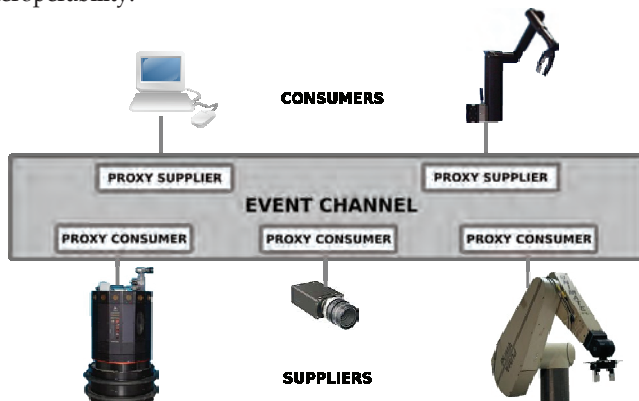 CONSUMERS
PROXY SUPPLIER
PROXY SUPPLIER
EVENT CHANNEL
PROXY CONSUMER
PROXY CONSUMER
PROXY CONSUMER
SUPPLIERS